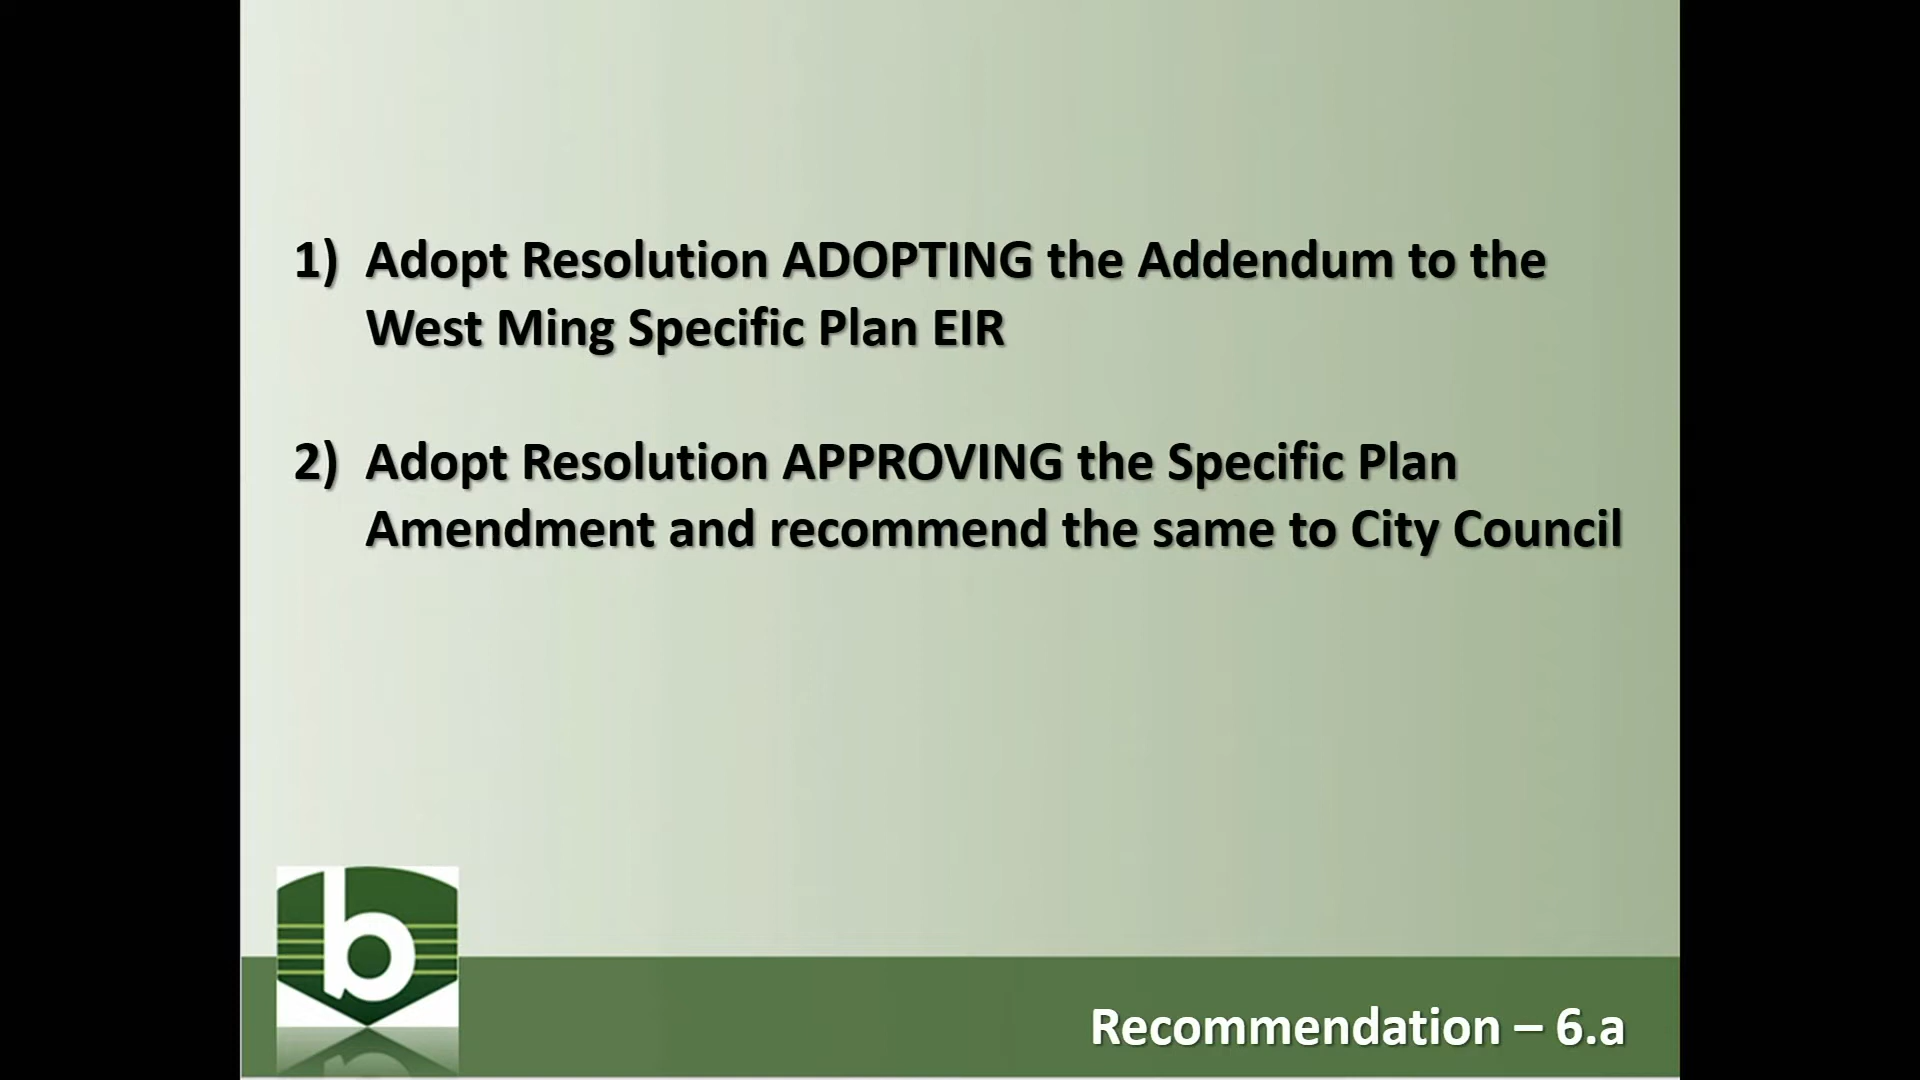 1) Adopt Resolution ADOPTING the Addendum to the
West Ming Specific Plan EIR
2) Adopt Resolution APPROVING the Specific Plan
Amendment and recommend the same to City Council
b
Recommendation – 6.a